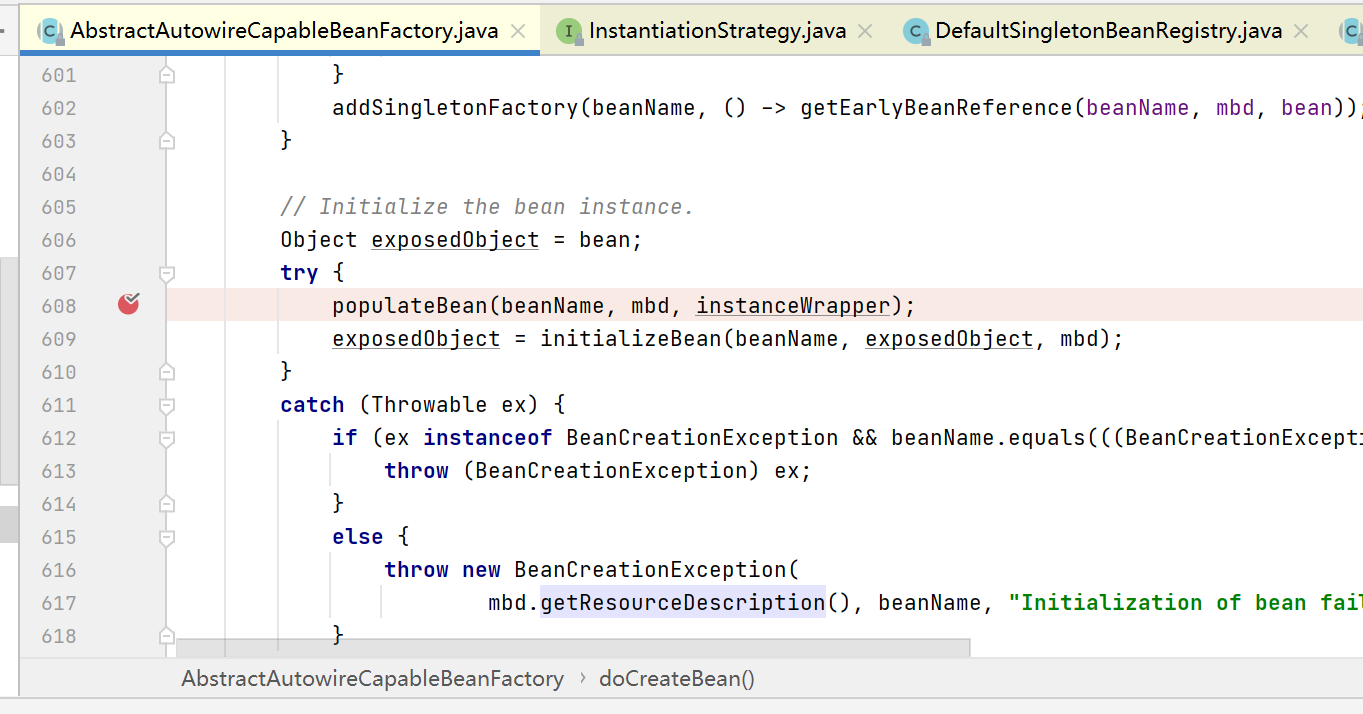 AbstractAutowireCapableBeanFactory.java InstantiationStrategy.java DefaultSingletonBeanRegistry.java
601 }
602 addSingletonFactory(beanName, () -> getEarlyBeanReference(beanName, mbd, bean));
603 }
604
605 // Initialize the bean instance.
606 Object exposedObject = bean;
607 try {
608 populateBean(beanName, mbd, instanceWrapper);
609 exposedObject = initializeBean(beanName, exposedObject, mbd);
610 }
611 catch (Throwable ex) {
612 if (ex instanceof BeanCreationException && beanName.equals(((BeanCreationExcepti
613 throw (BeanCreationException) ex;
614 }
615 else {
616 throw new BeanCreationException(
617 mbd.getResourceDescription(), beanName, "Initialization of bean fail
618 }
AbstractAutowireCapableBeanFactory › doCreateBean()